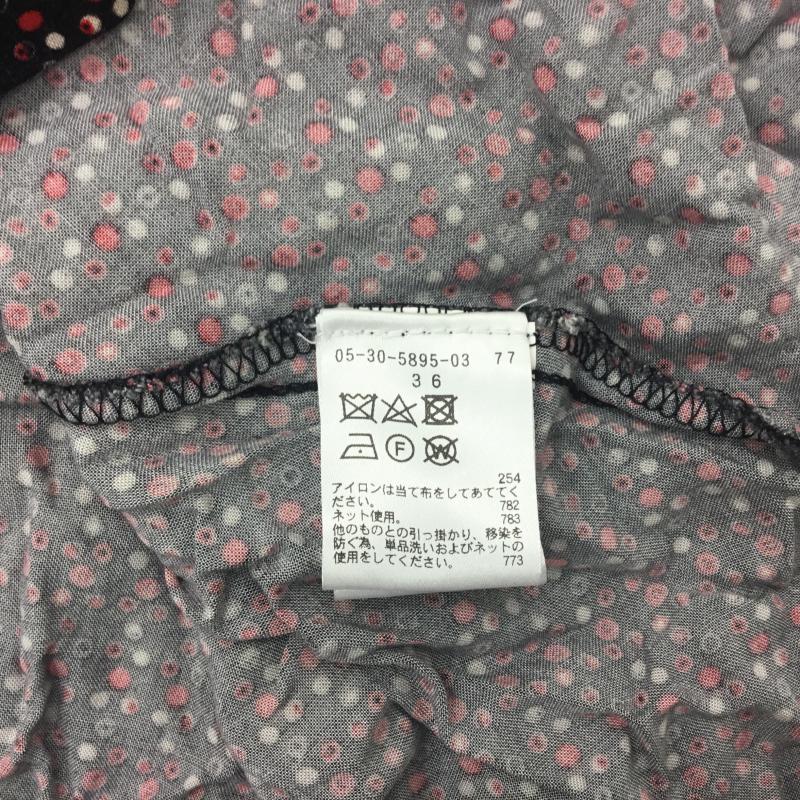 05-30-5895-03 77
36
F W
254
アイロンは当て布をしてあててく
ださい。 782
ネット使用。 783
他のものとの引っ掛かり、移染を
防ぐ為、単品洗いおよびネットの
使用をしてください。 773